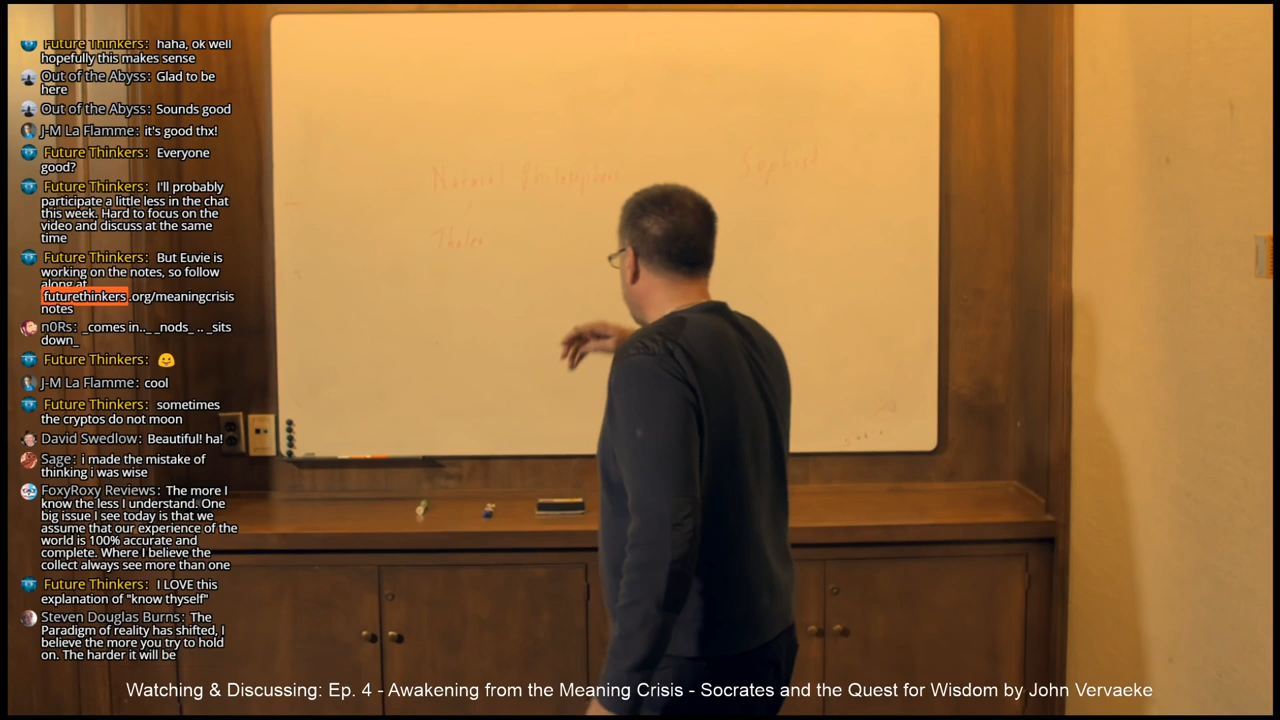 Future Thinkers: haha, ok well
hopefully this makes sense
Out of the Abyss: Glad to be
here
Out of the Abyss: Sounds good
J-M La Flamme: it's good thx!
Future Thinkers: Everyone
good?
Future Thinkers: I'll probably
participate a little less in the chat
this week. Hard to focus on the
video and discuss at the same
time
Future Thinkers: But Euvie is
working on the notes, so follow
along at
futurethinkers.org/meaningcrisis
notes
n0Rs: _comes in.._ _nods_ .. _sits
down_
Future Thinkers: 🙂
J-M La Flamme: cool
Future Thinkers: sometimes
the cryptos do not moon
David Swedlow: Beautiful! ha!
Sage: i made the mistake of
thinking i was wise
FoxyRoxy Reviews: The more I
know the less I understand. One
big issue I see today is that we
assume that our experience of the
world is 100% accurate and
complete. Where I believe the
collect always see more than one
Future Thinkers: I LOVE this
explanation of "know thyself"
Steven Douglas Burns: The
Paradigm of reality has shifted, I
believe the more you try to hold
on. The harder it will be
Natural Philosophers
Sophist
Thales
Watching & Discussing: Ep. 4 - Awakening from the Meaning Crisis - Socrates and the Quest for Wisdom by John Vervaeke